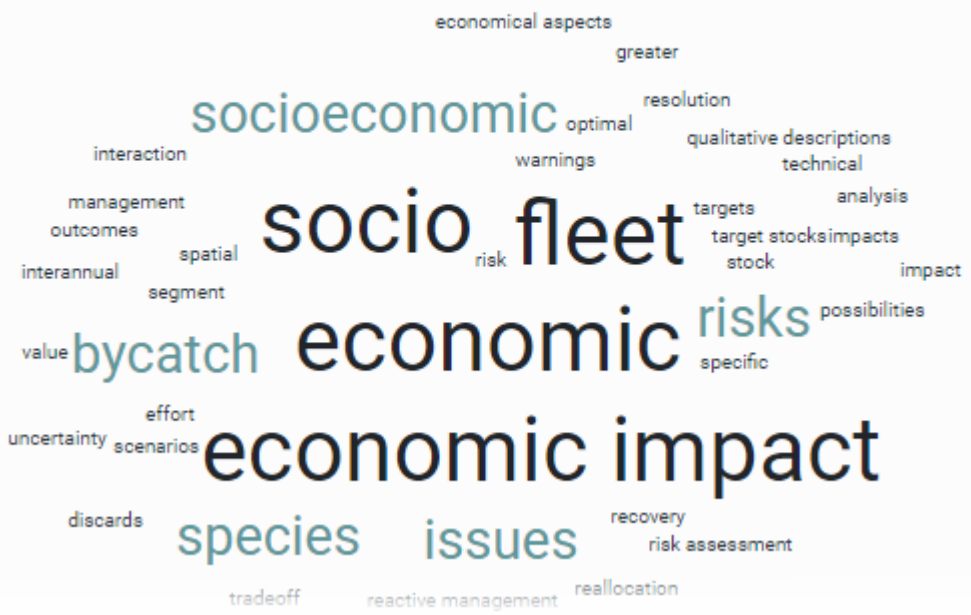 economical aspects
greater
socioeconomic
optimal
resolution
interaction
warnings
qualitative descriptions
technical
management
outcomes
interannual
spatial
segment
socio
risk
fleet
targets
analysis
target stocks
impacts
stock
impact
value
bycatch
economic
risks
possibilities
specific
effort
uncertainty
scenarios
economic impact
discards
species
issues
recovery
risk assessment
tradeoff
reactive management
reallocation